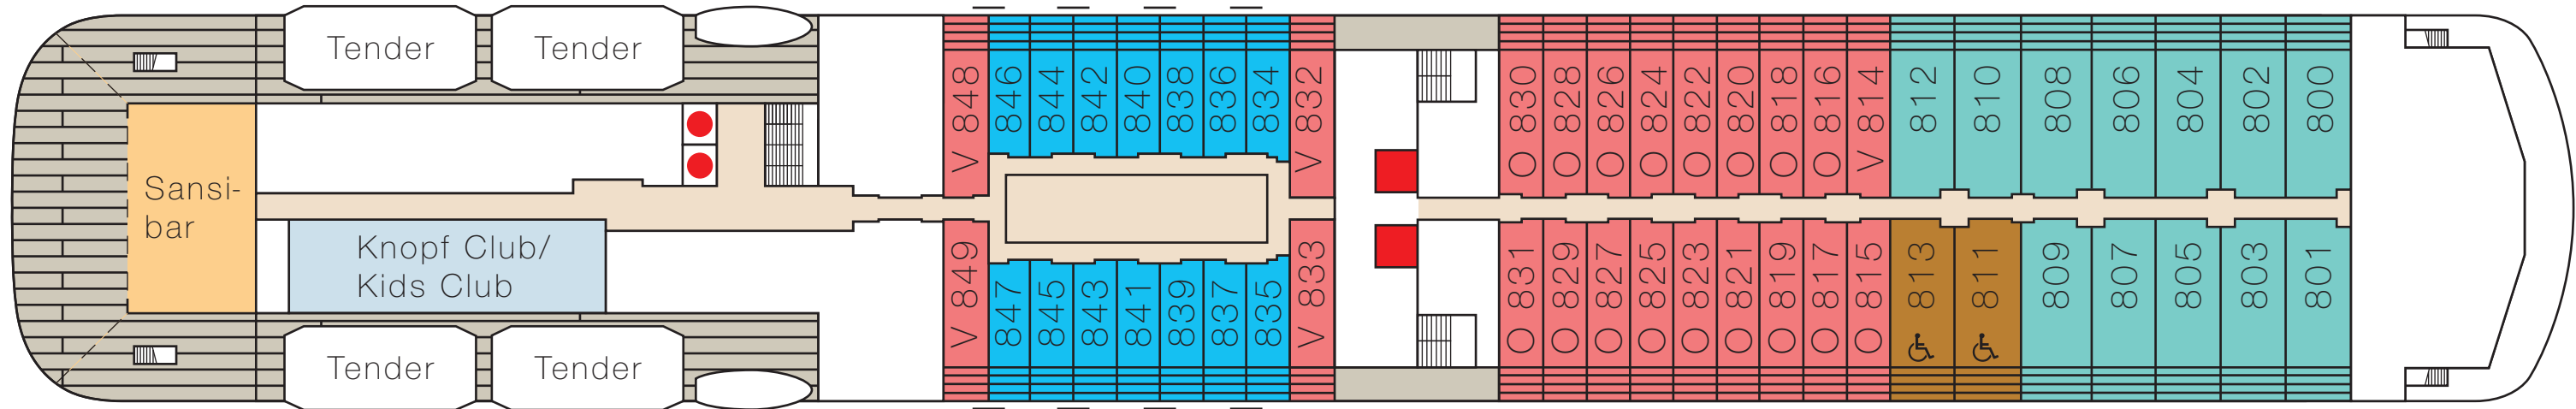 Tender
Tender
V 848
846
844
842
840
838
836
834
V 832
O 830
O 828
O 826
O 824
O 822
O 820
O 818
O 816
V 814
812
810
808
806
804
802
800
Sansi-
bar
Knopf Club/
Kids Club
V 849
847
845
843
841
839
837
835
V 833
O 831
O 829
O 827
O 825
O 823
O 821
O 819
O 817
O 815
813
811
809
807
805
803
801
Tender
Tender